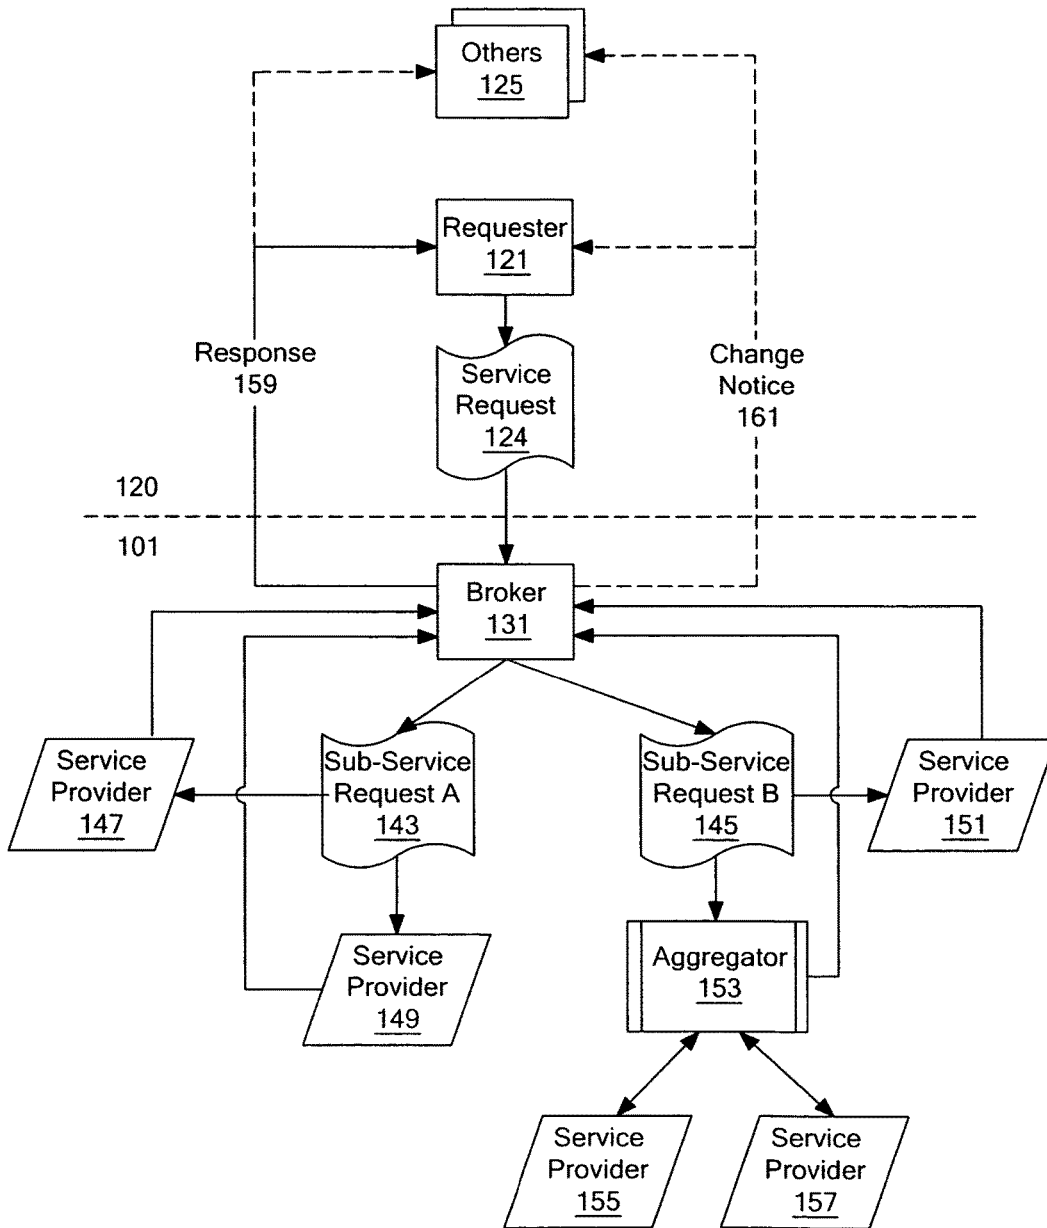 Others
125
Requester
121
Response
159
Service
Request
124
Change
Notice
161
120
101
Broker
131
Service
Provider
147
Sub-Service
Request A
143
Sub-Service
Request B
145
Service
Provider
151
Service
Provider
149
Aggregator
153
Service
Provider
155
Service
Provider
157